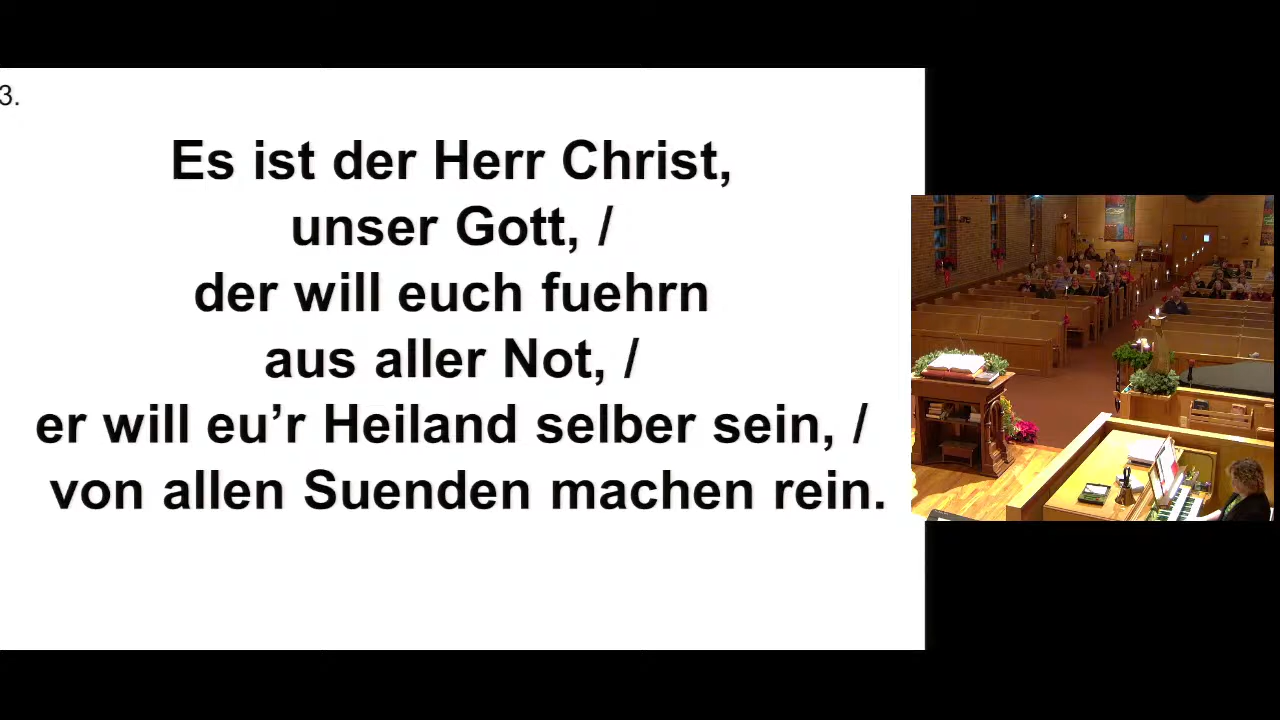 3.
Es ist der Herr Christ,
unser Gott, /
der will euch fuehrn
aus aller Not, /
er will eu’r Heiland selber sein, /
von allen Suenden machen rein.